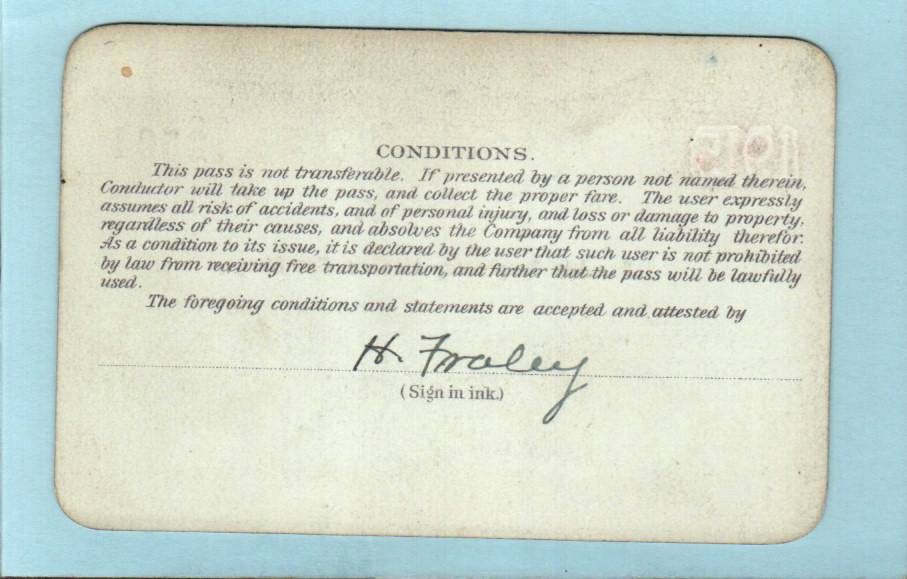 CONDITIONS.
This pass is not transferable. If presented by a person not named therein,
Conductor will take up the pass, and collect the proper fare. The user expressly
assumes all risk of accidents, and of personal injury, and loss or damage to property,
regardless of their causes, and absolves the Company from all liability therefor.
As a condition to its issue, it is declared by the user that such user is not prohibited
by law from receiving free transportation, and further that the pass will be lawfully
used.
The foregoing conditions and statements are accepted and attested by
H. Fraley
(Sign in ink.)